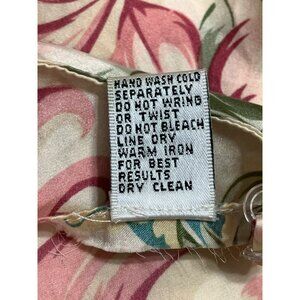 HAND WASH COLD
SEPARATELY
DO NOT WRING
OR TWIST
DO NOT BLEACH
LINE DRY
WARM IRON
FOR BEST
RESULTS
DRY CLEAN